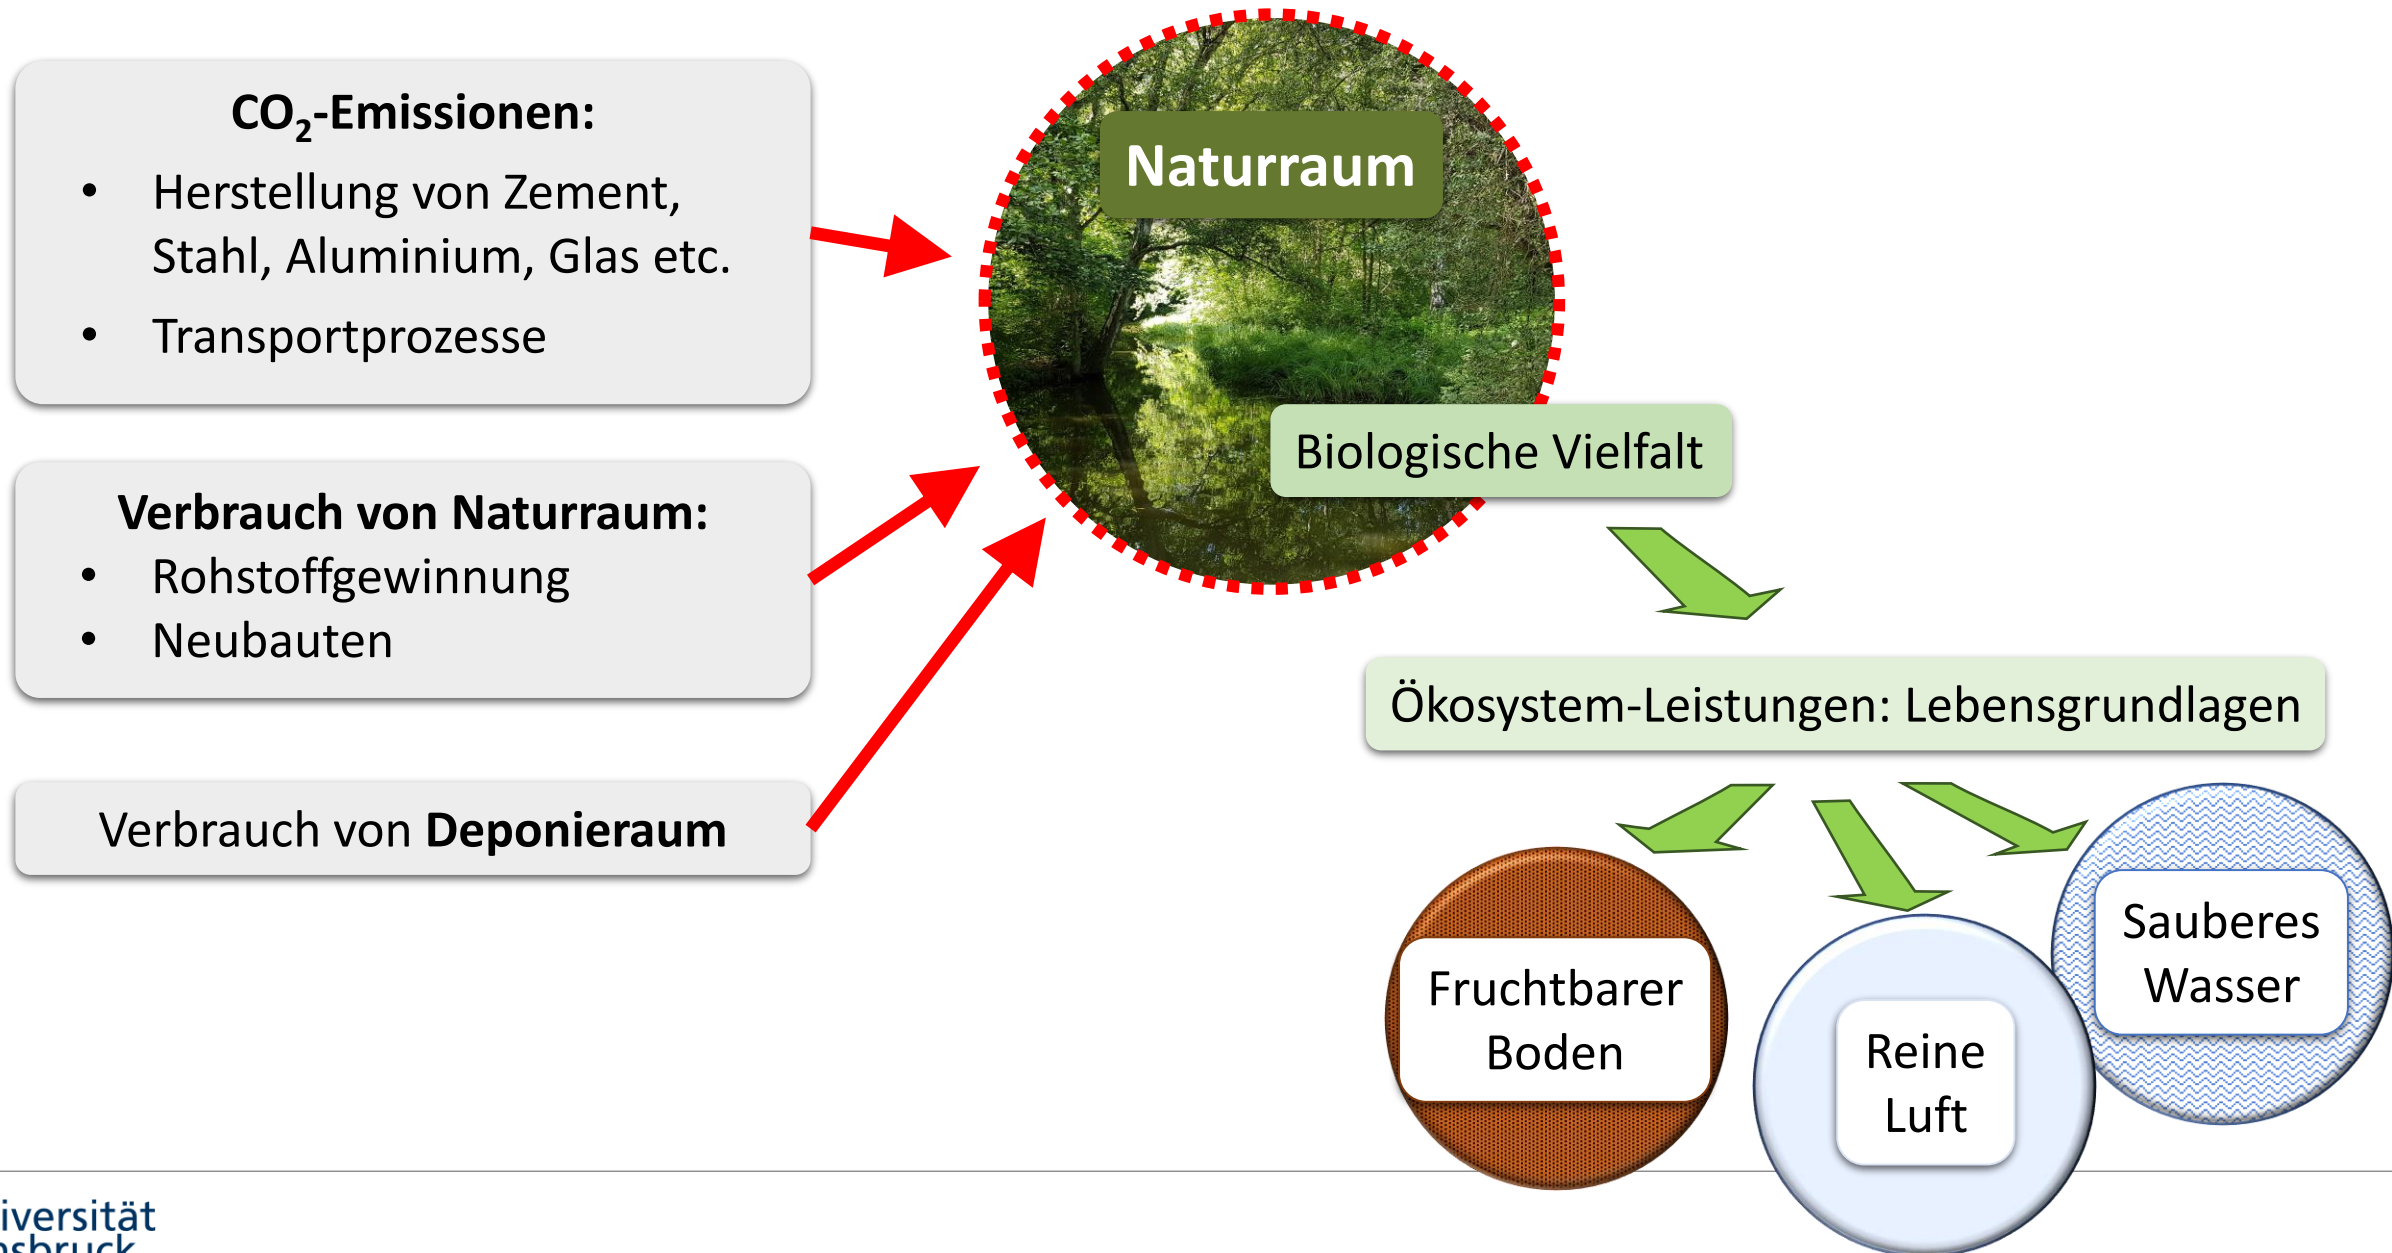 CO₂-Emissionen:
• Herstellung von Zement,
Stahl, Aluminium, Glas etc.
• Transportprozesse
Verbrauch von Naturraum:
• Rohstoffgewinnung
• Neubauten
Verbrauch von Deponieraum
Naturraum
Biologische Vielfalt
Ökosystem-Leistungen: Lebensgrundlagen
Fruchtbarer
Boden
Reine
Luft
Sauberes
Wasser
iversität
nsbruck